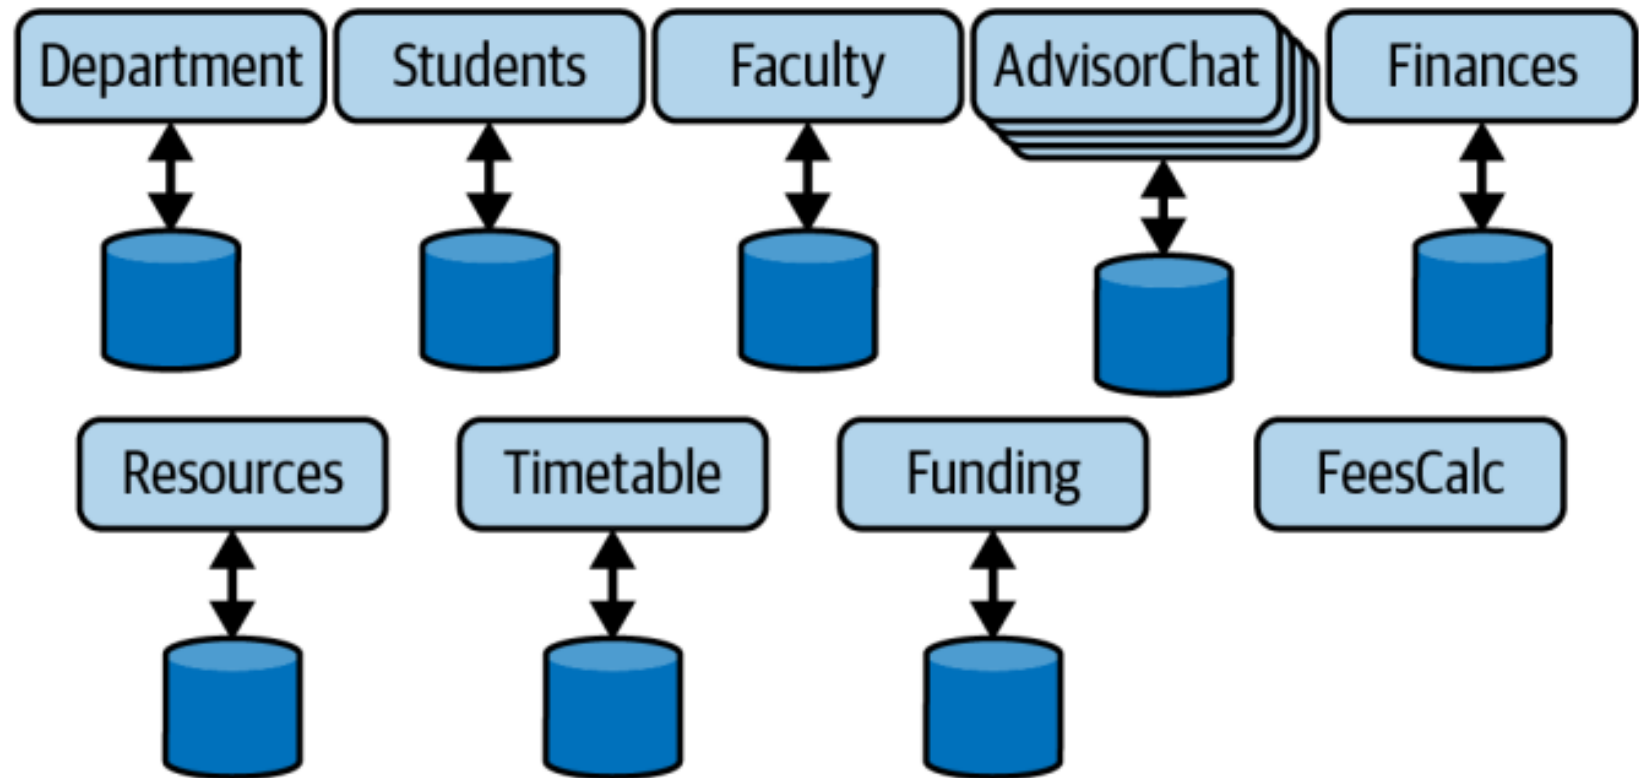 Department
Students
Faculty
AdvisorChat
Finances
Resources
Timetable
Funding
FeesCalc